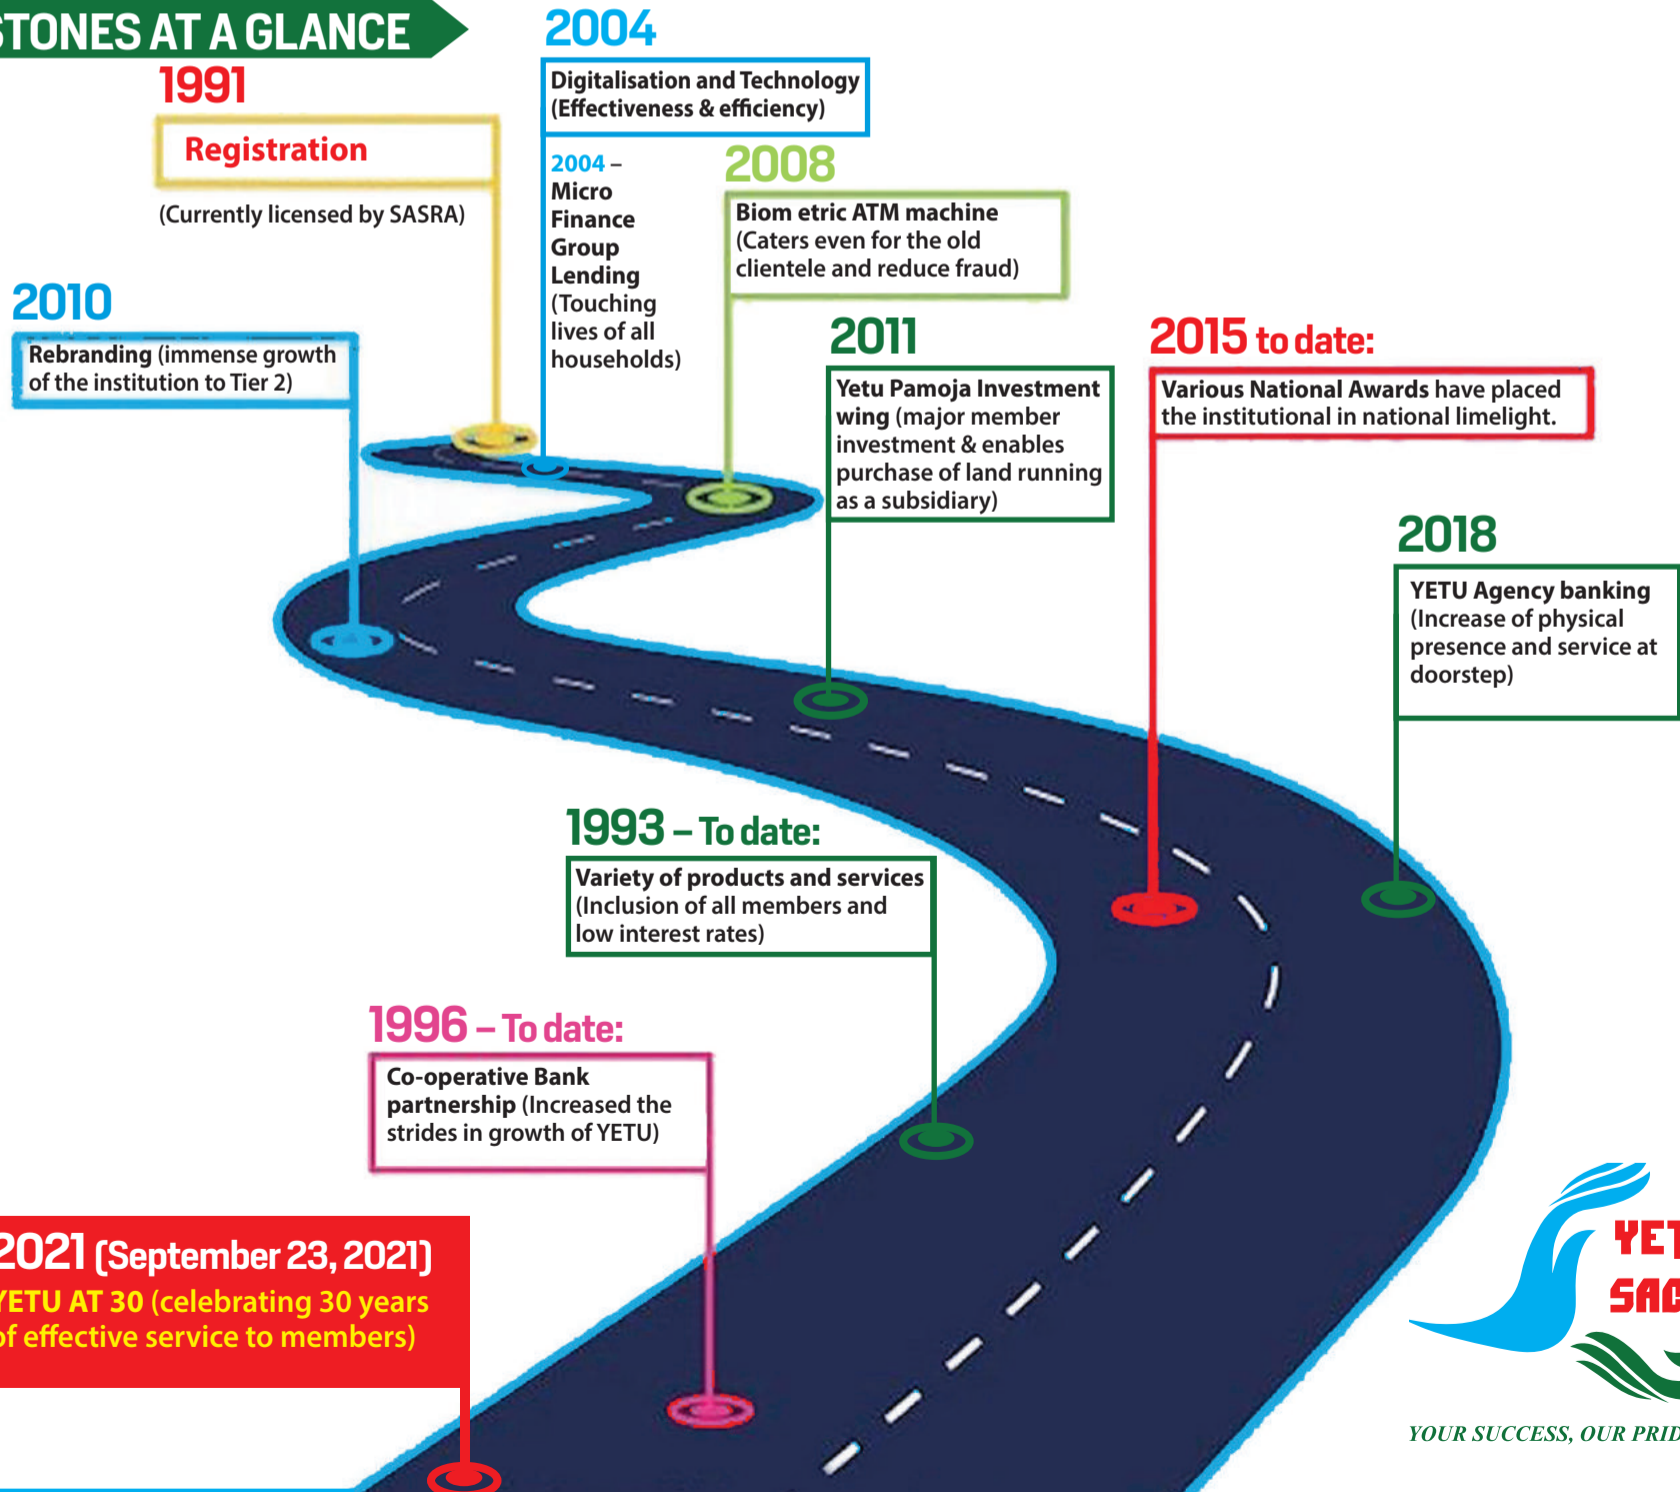 STONES AT A GLANCE
1991
Registration
(Currently licensed by SASRA)
2004
Digitalisation and Technology
(Effectiveness & efficiency)
2004 –
Micro
Finance
Group
Lending
(Touching
lives of all
households)
2008
Biom etric ATM machine
(Caters even for the old
clientele and reduce fraud)
2010
Rebranding (immense growth
of the institution to Tier 2)
2011
Yetu Pamoja Investment
wing (major member
investment & enables
purchase of land running
as a subsidiary)
2015 to date:
Various National Awards have placed
the institutional in national limelight.
2018
YETU Agency banking
(Increase of physical
presence and service at
doorstep)
1993 – To date:
Variety of products and services
(Inclusion of all members and
low interest rates)
1996 – To date:
Co-operative Bank
partnership (Increased the
strides in growth of YETU)
2021 (September 23, 2021)
YETU AT 30 (celebrating 30 years
of effective service to members)
YET
SAC
YOUR SUCCESS, OUR PRID